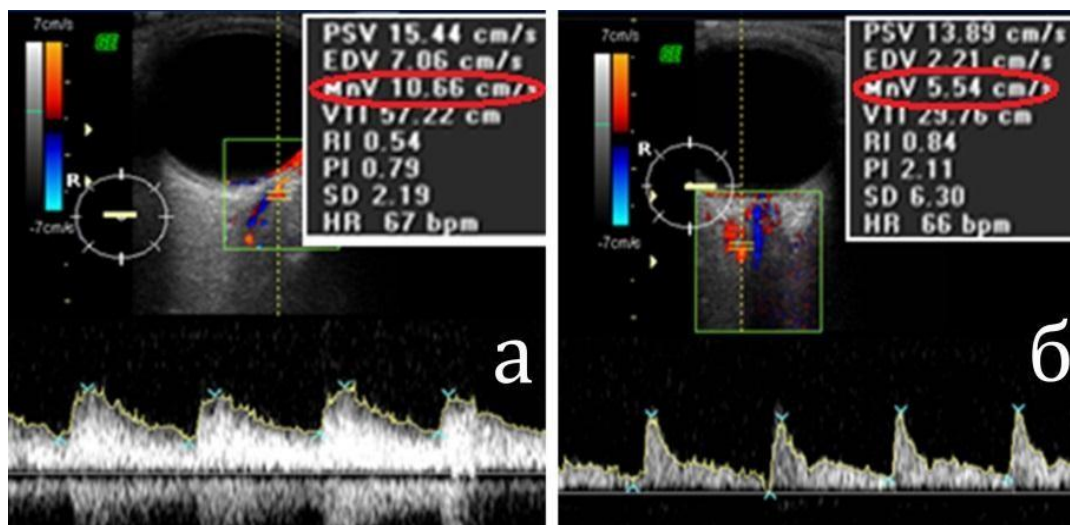 7cm/s
GE
R
-7cm/s
PSV 15.44 cm/s
EDV 7.06 cm/s
MnV 10.66 cm/s
VTI 57.22 cm
RI 0.54
PI 0.79
SD 2.19
HR 67 bpm
а
7cm/s
GE
R
-7cm/s
PSV 13.89 cm/s
EDV 2.21 cm/s
MnV 5.54 cm/s
VTI 29.76 cm
RI 0.84
PI 2.11
SD 6.30
HR 66 bpm
б